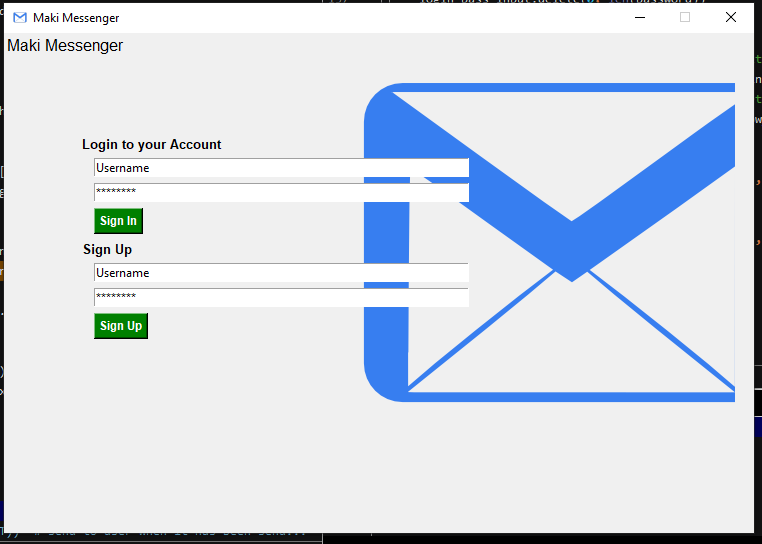 Maki Messenger
Maki Messenger
Login to your Account
Username
********
Sign In
Sign Up
Username
********
Sign Up